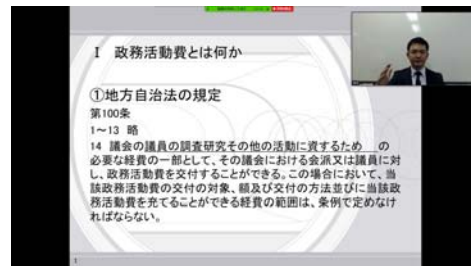 Ⅰ　政務活動費とは何か
①地方自治法の規定
第100条
1～13　略
14　議会の議員の調査研究その他の活動に資するため　の
必要な経費の一部として、その議会における会派又は議員に対
し、政務活動費を交付することができる。この場合において、当
該政務活動費の交付の対象、額及び交付の方法並びに当該政
務活動費を充てることができる経費の範囲は、条例で定めなけ
ればならない。
1